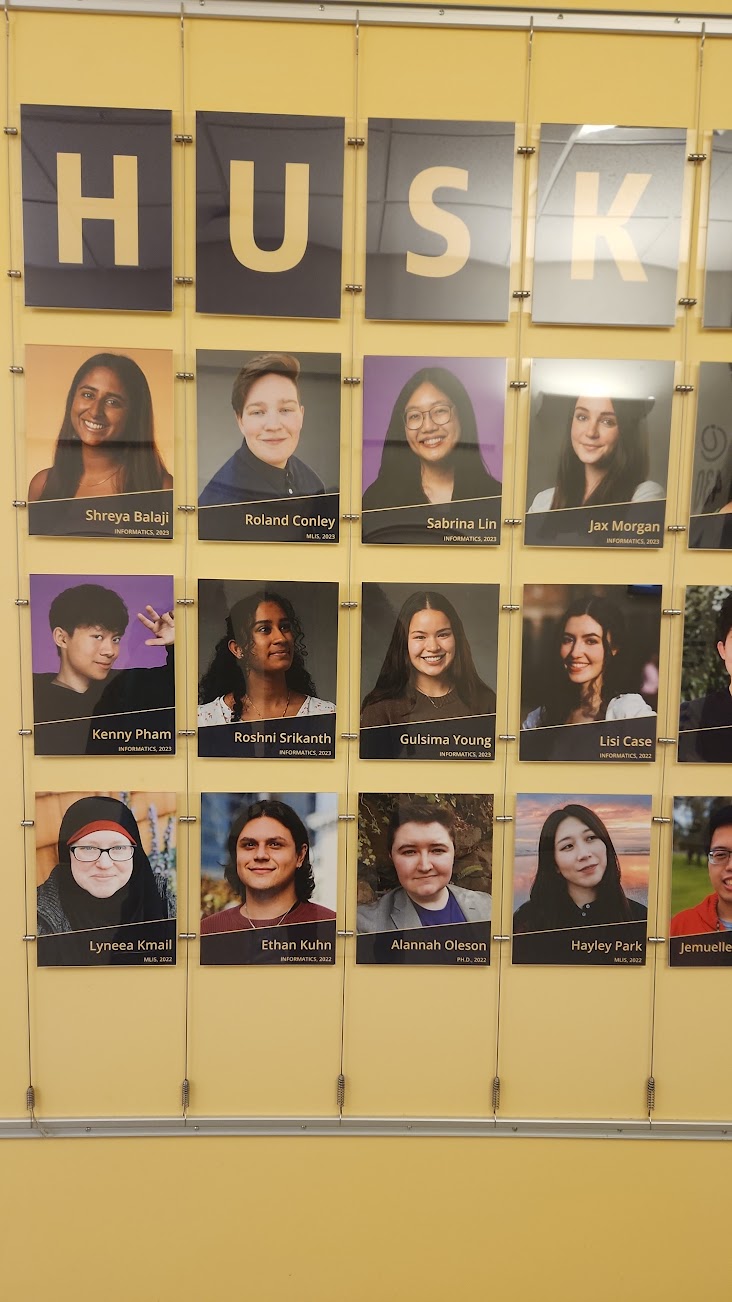 H U S K
Shreya Balaji
INFORMATICS, 2023
Roland Conley
MLIS, 2023
Sabrina Lin
INFORMATICS, 2023
Jax Morgan
INFORMATICS, 2023
Kenny Pham
INFORMATICS, 2023
Roshni Srikanth
INFORMATICS, 2023
Gulsima Young
INFORMATICS, 2023
Lisi Case
INFORMATICS, 2022
Lyneea Kmail
MLIS, 2022
Ethan Kuhn
INFORMATICS, 2022
Alannah Oleson
PH.D., 2022
Hayley Park
MLIS, 2022
Jemuelle